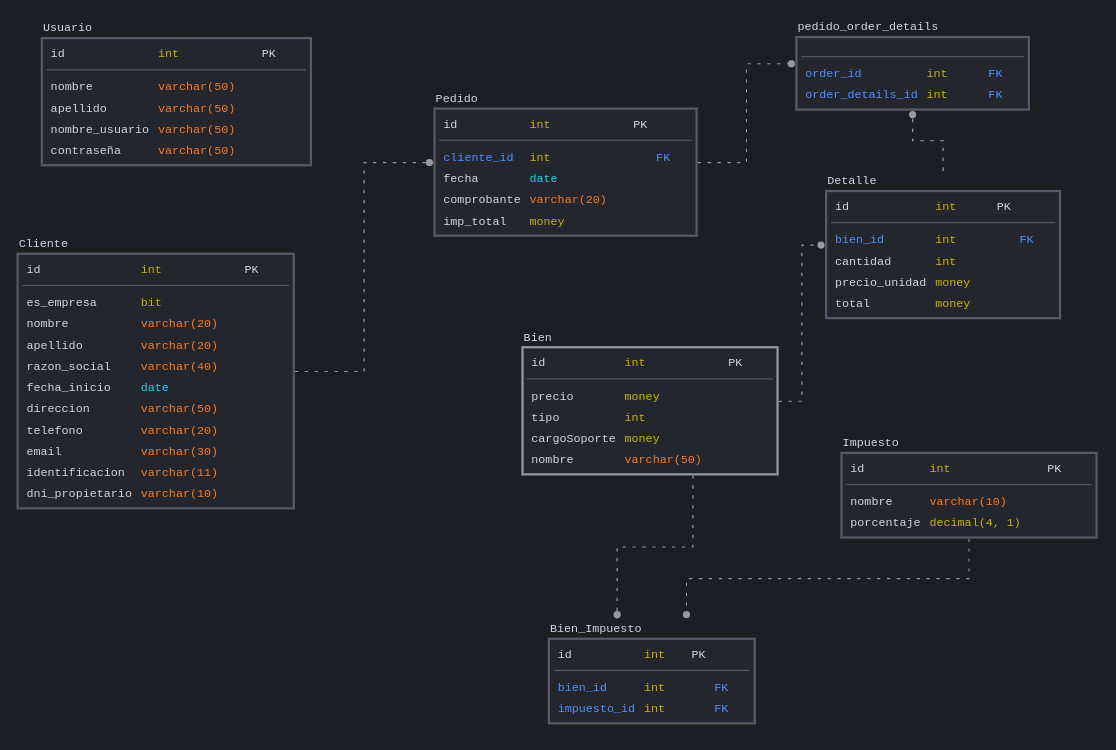 Usuario
id int PK
nombre varchar(50)
apellido varchar(50)
nombre_usuario varchar(50)
contraseña varchar(50)
pedido_order_details
order_id int FK
order_details_id int FK
Pedido
id int PK
cliente_id int FK
fecha date
comprobante varchar(20)
imp_total money
Detalle
id int PK
bien_id int FK
cantidad int
precio_unidad money
total money
Cliente
id int PK
es_empresa bit
nombre varchar(20)
apellido varchar(20)
razon_social varchar(40)
fecha_inicio date
direccion varchar(50)
telefono varchar(20)
email varchar(30)
identificacion varchar(11)
dni_propietario varchar(10)
Bien
id int PK
precio money
tipo int
cargoSoporte money
nombre varchar(50)
Impuesto
id int PK
nombre varchar(10)
porcentaje decimal(4, 1)
Bien_Impuesto
id int PK
bien_id int FK
impuesto_id int FK